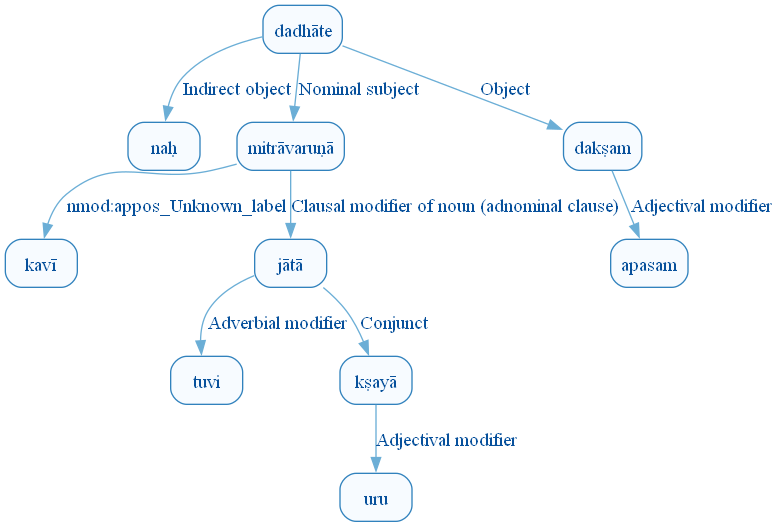 dadhāte
Indirect object Nominal subject Object
naḥ mitrāvaruṇā dakṣam
nmod:appos_Unknown_label Clausal modifier of noun (adnominal clause) Adjectival modifier
kavī jātā apasam
Adverbial modifier Conjunct
tuvi kṣayā
Adjectival modifier
uru